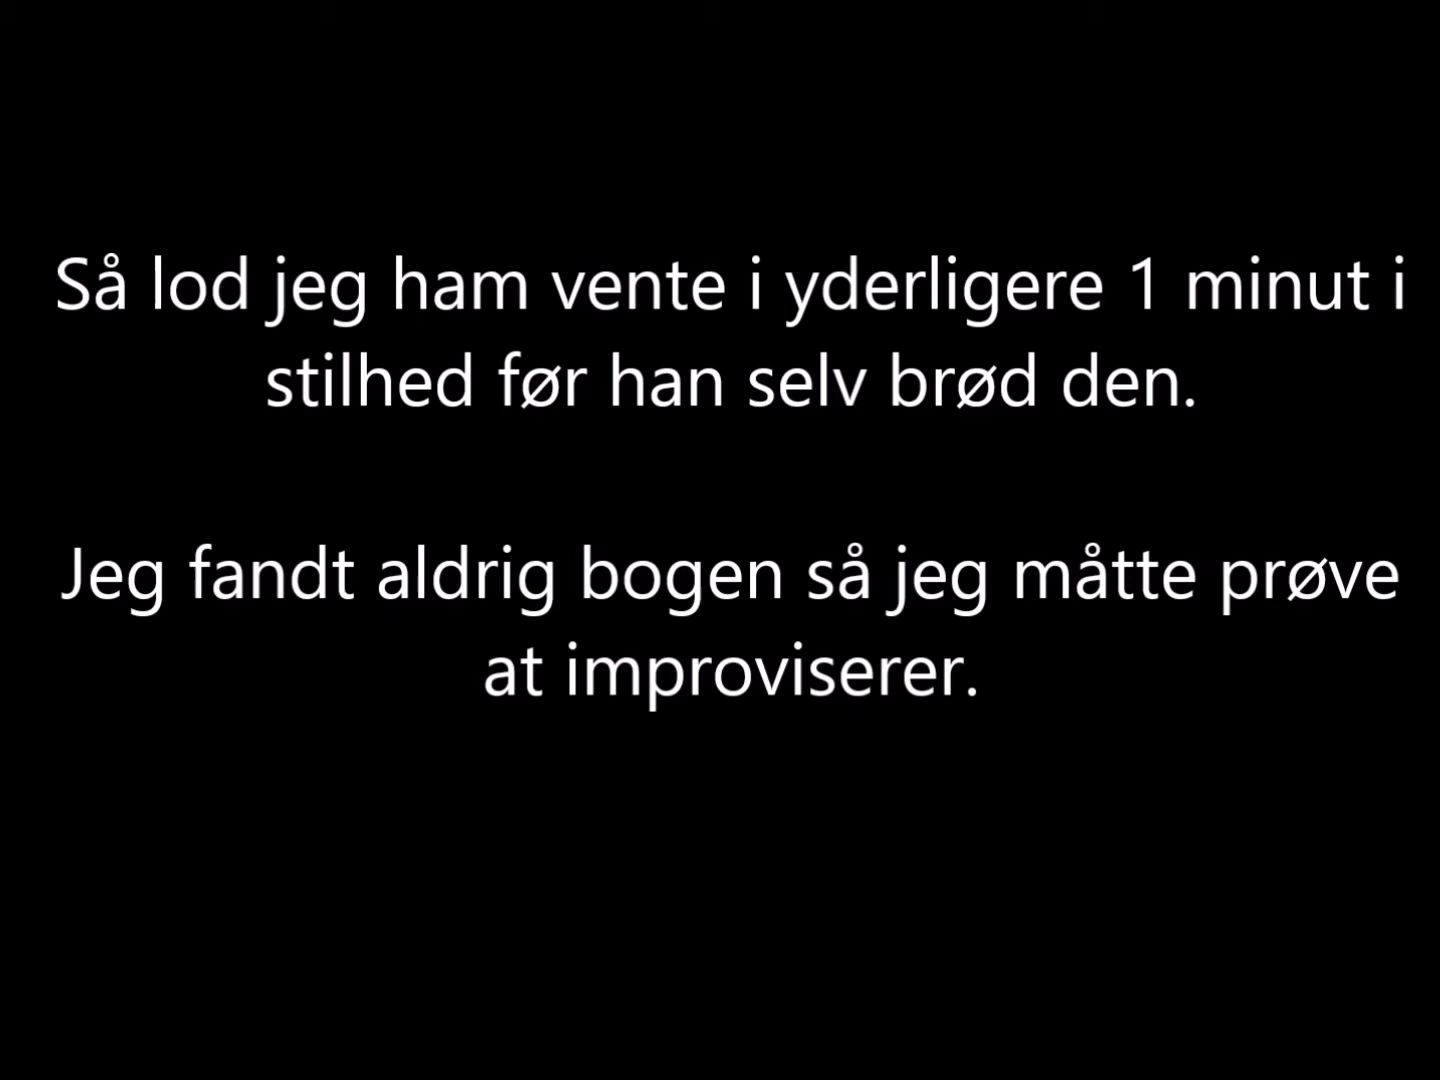 Så lod jeg ham vente i yderligere 1 minut i
stilhed før han selv brød den.
Jeg fandt aldrig bogen så jeg måtte prøve
at improviserer.